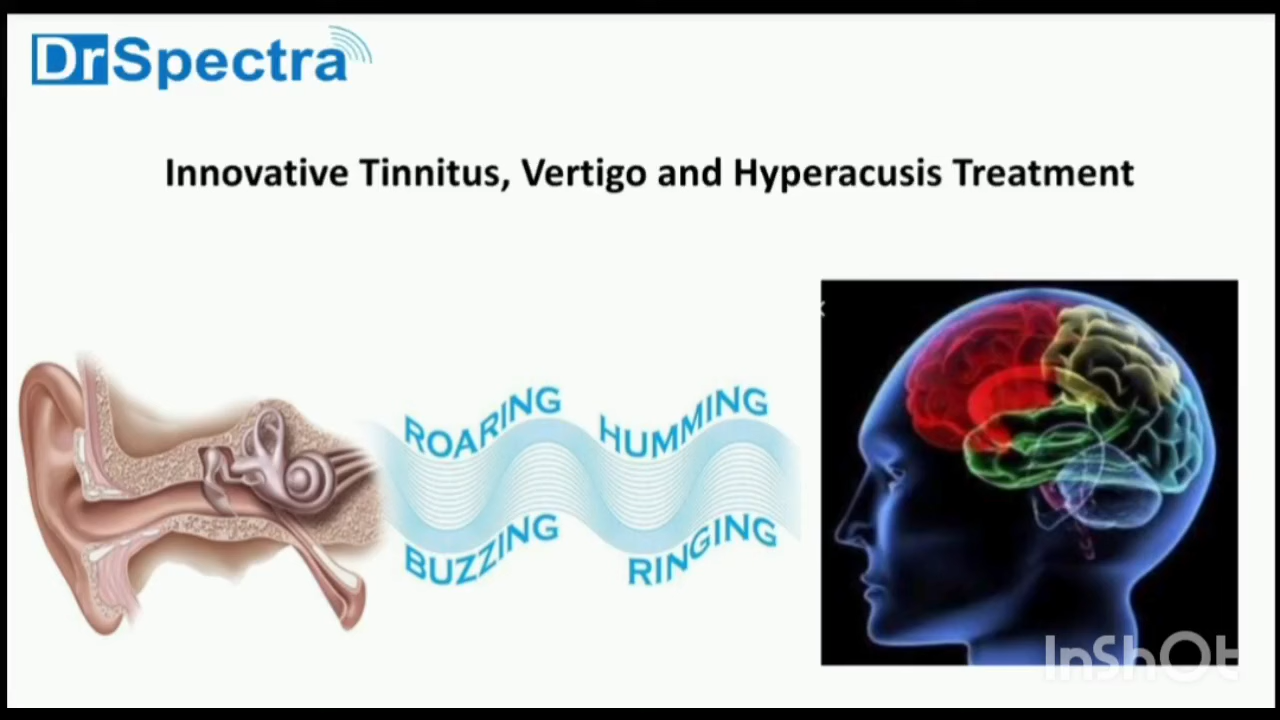 DrSpectra
Innovative Tinnitus, Vertigo and Hyperacusis Treatment
ROARING
HUMMING
BUZZING
RINGING
InShOt